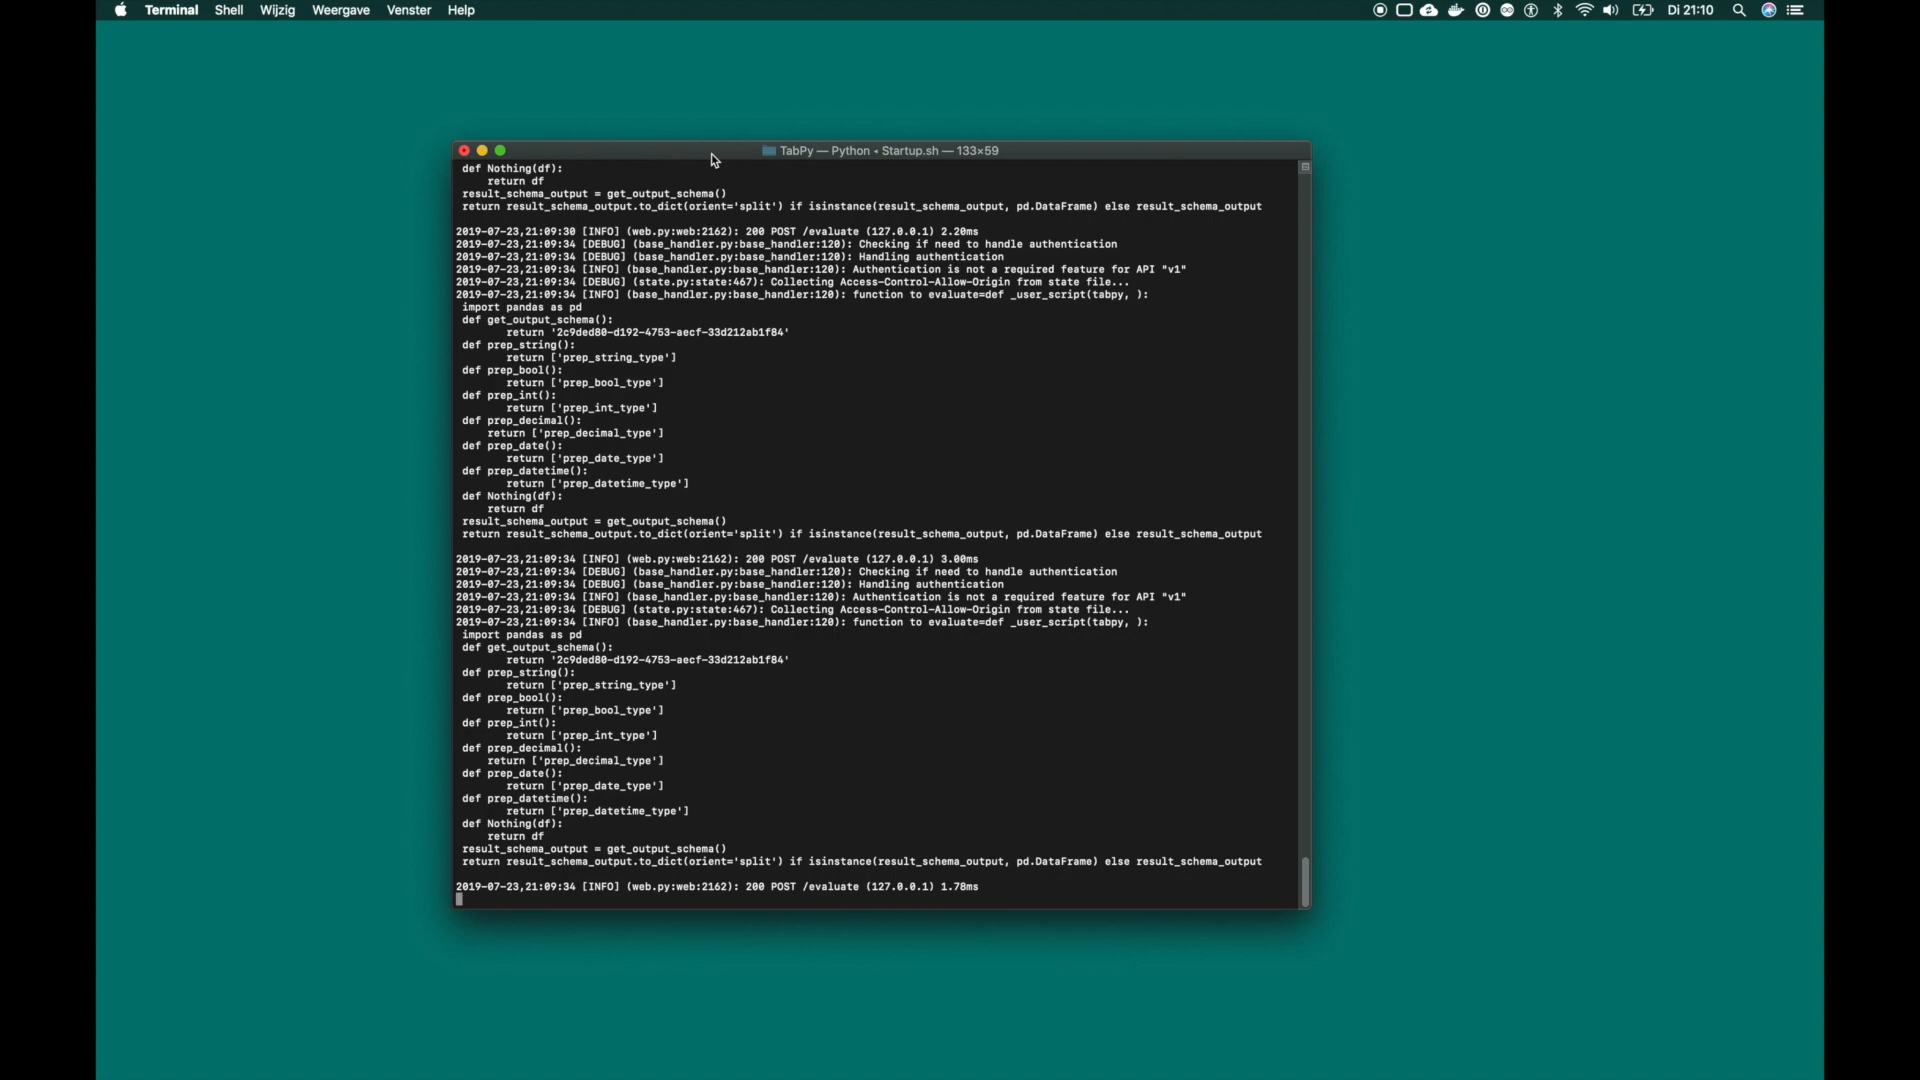 Terminal Shell Wijzig Weergave Venster Help Di 21:10
TabPy — Python ◂ Startup.sh — 133×59
def Nothing(df):
return df
result_schema_output = get_output_schema()
return result_schema_output.to_dict(orient='split') if isinstance(result_schema_output, pd.DataFrame) else result_schema_output
2019-07-23,21:09:30 [INFO] (web.py:web:2162): 200 POST /evaluate (127.0.0.1) 2.20ms
2019-07-23,21:09:34 [DEBUG] (base_handler.py:base_handler:120): Checking if need to handle authentication
2019-07-23,21:09:34 [DEBUG] (base_handler.py:base_handler:120): Handling authentication
2019-07-23,21:09:34 [INFO] (base_handler.py:base_handler:120): Authentication is not a required feature for API "v1"
2019-07-23,21:09:34 [DEBUG] (state.py:state:467): Collecting Access-Control-Allow-Origin from state file...
2019-07-23,21:09:34 [INFO] (base_handler.py:base_handler:120): function to evaluate=def _user_script(tabpy, ):
import pandas as pd
def get_output_schema():
return '2c9ded80-d192-4753-aecf-33d212ab1f84'
def prep_string():
return ['prep_string_type']
def prep_bool():
return ['prep_bool_type']
def prep_int():
return ['prep_int_type']
def prep_decimal():
return ['prep_decimal_type']
def prep_date():
return ['prep_date_type']
def prep_datetime():
return ['prep_datetime_type']
def Nothing(df):
return df
result_schema_output = get_output_schema()
return result_schema_output.to_dict(orient='split') if isinstance(result_schema_output, pd.DataFrame) else result_schema_output
2019-07-23,21:09:34 [INFO] (web.py:web:2162): 200 POST /evaluate (127.0.0.1) 3.00ms
2019-07-23,21:09:34 [DEBUG] (base_handler.py:base_handler:120): Checking if need to handle authentication
2019-07-23,21:09:34 [DEBUG] (base_handler.py:base_handler:120): Handling authentication
2019-07-23,21:09:34 [INFO] (base_handler.py:base_handler:120): Authentication is not a required feature for API "v1"
2019-07-23,21:09:34 [DEBUG] (state.py:state:467): Collecting Access-Control-Allow-Origin from state file...
2019-07-23,21:09:34 [INFO] (base_handler.py:base_handler:120): function to evaluate=def _user_script(tabpy, ):
import pandas as pd
def get_output_schema():
return '2c9ded80-d192-4753-aecf-33d212ab1f84'
def prep_string():
return ['prep_string_type']
def prep_bool():
return ['prep_bool_type']
def prep_int():
return ['prep_int_type']
def prep_decimal():
return ['prep_decimal_type']
def prep_date():
return ['prep_date_type']
def prep_datetime():
return ['prep_datetime_type']
def Nothing(df):
return df
result_schema_output = get_output_schema()
return result_schema_output.to_dict(orient='split') if isinstance(result_schema_output, pd.DataFrame) else result_schema_output
2019-07-23,21:09:34 [INFO] (web.py:web:2162): 200 POST /evaluate (127.0.0.1) 1.78ms